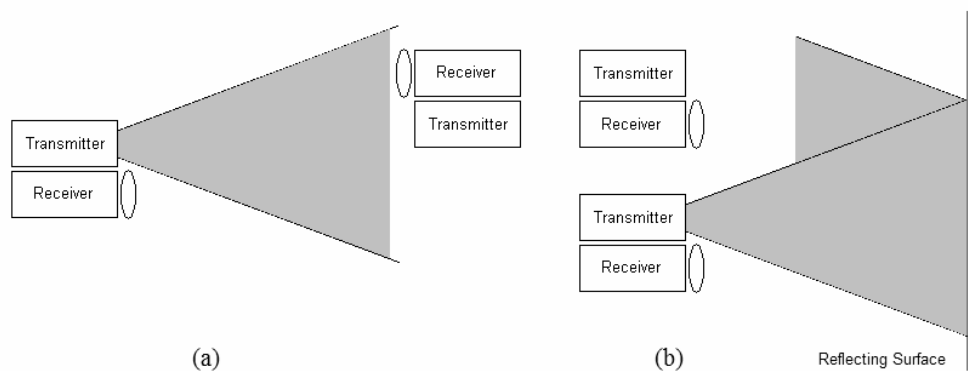 Transmitter
Receiver
Receiver
Transmitter
(a)
Transmitter
Receiver
Transmitter
Receiver
(b)
Reflecting Surface